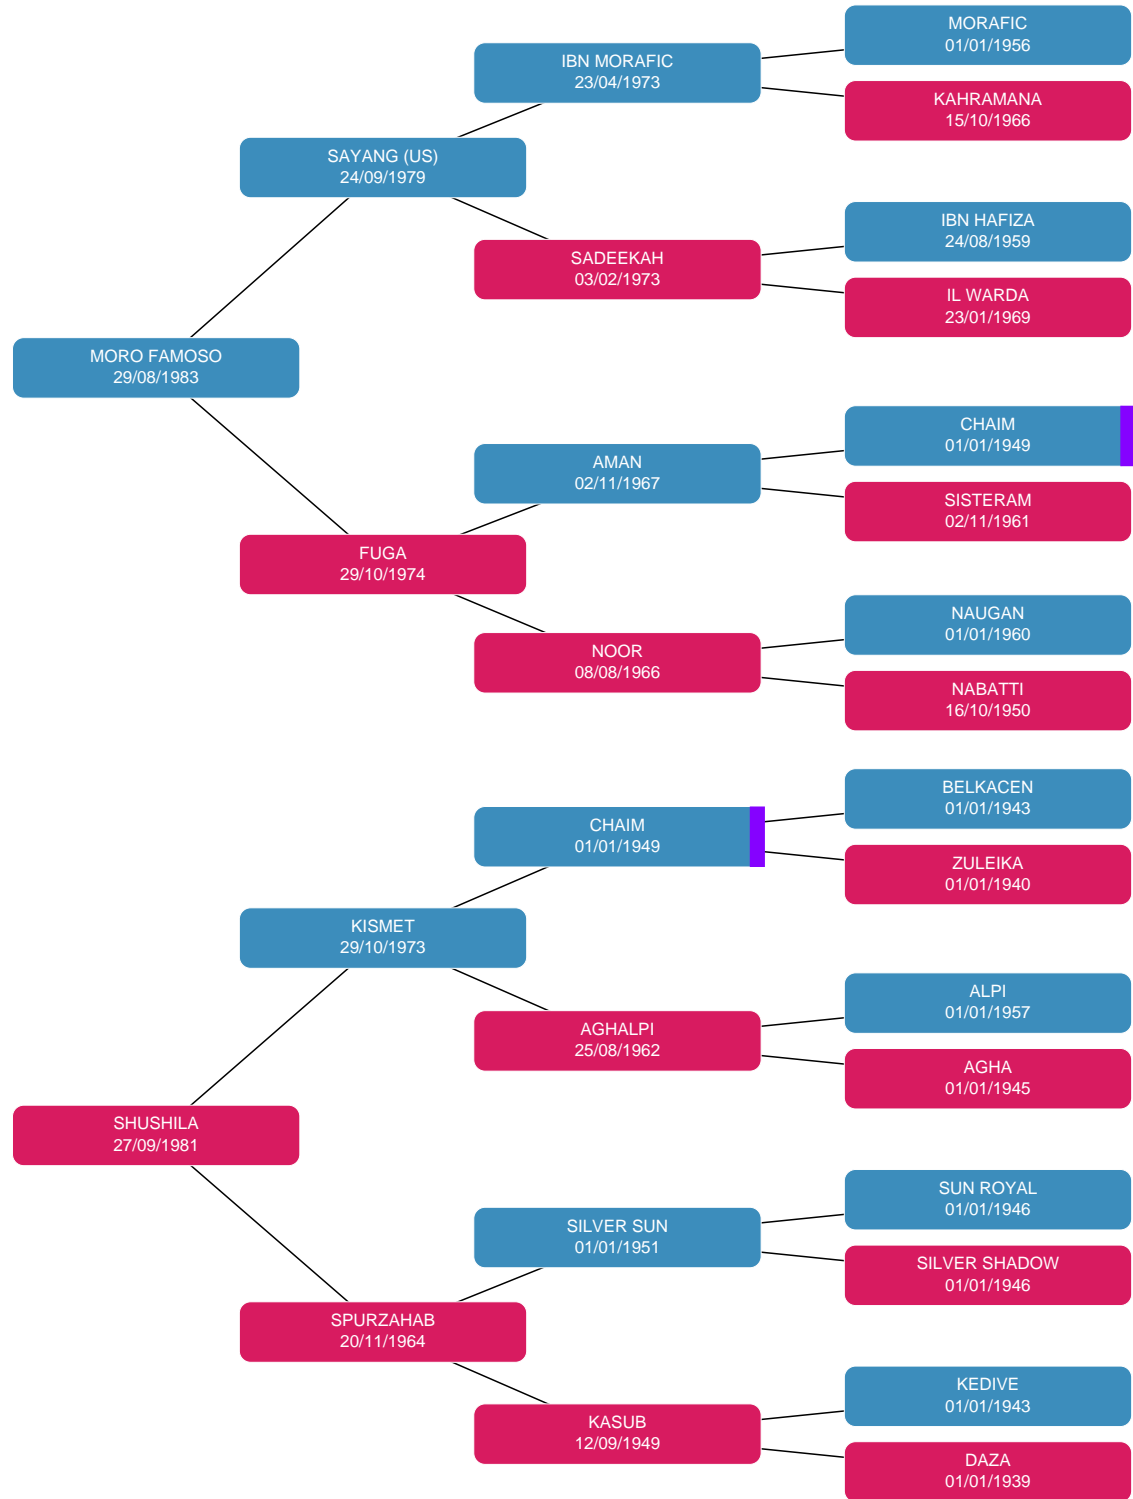 MORAFIC
01/01/1956
IBN MORAFIC
23/04/1973
KAHRAMANA
15/10/1966
SAYANG (US)
24/09/1979
IBN HAFIZA
24/08/1959
SADEEKAH
03/02/1973
IL WARDA
23/01/1969
MORO FAMOSO
29/08/1983
CHAIM
01/01/1949
AMAN
02/11/1967
SISTERAM
02/11/1961
FUGA
29/10/1974
NAUGAN
01/01/1960
NOOR
08/08/1966
NABATTI
16/10/1950
BELKACEN
01/01/1943
CHAIM
01/01/1949
ZULEIKA
01/01/1940
KISMET
29/10/1973
ALPI
01/01/1957
AGHALPI
25/08/1962
AGHA
01/01/1945
SHUSHILA
27/09/1981
SUN ROYAL
01/01/1946
SILVER SUN
01/01/1951
SILVER SHADOW
01/01/1946
SPURZAHAB
20/11/1964
KEDIVE
01/01/1943
KASUB
12/09/1949
DAZA
01/01/1939